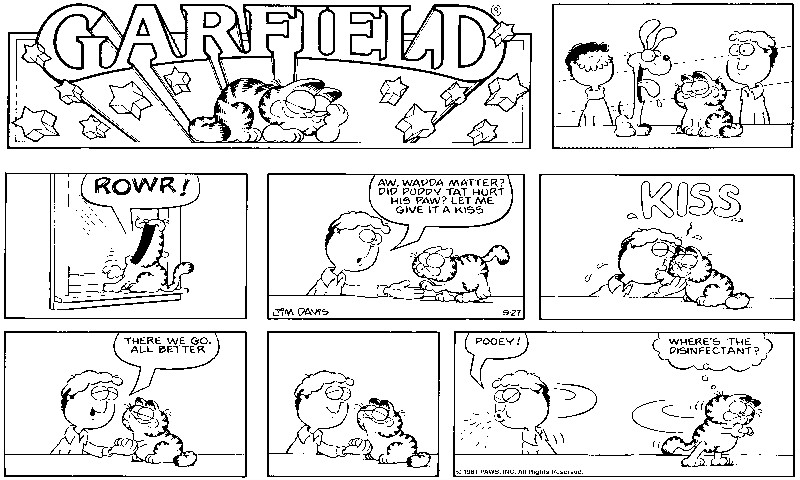 GARFIELD
ROWR!
AW, WADDA MATTER?
DID PUDDY TAT HURT
HIS PAW? LET ME
GIVE IT A KISS
JIM DAVIS
9-27
KISS
THERE WE GO.
ALL BETTER
POOEY!
WHERE'S THE
DISINFECTANT?
© 1981 PAWS, INC. All Rights Reserved.